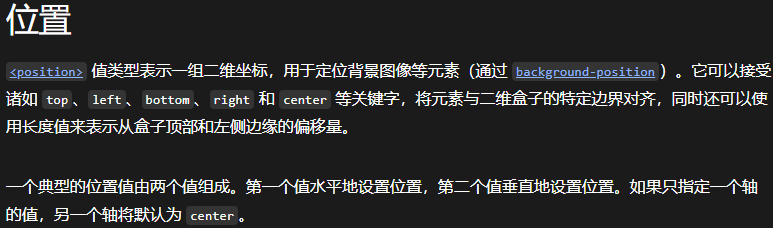 位置
<position> 值类型表示一组二维坐标，用于定位背景图像等元素（通过 background-position）。它可以接受
诸如 top、left、bottom、right 和 center 等关键字，将元素与二维盒子的特定边界对齐，同时还可以使
用长度值来表示从盒子顶部和左侧边缘的偏移量。
一个典型的位置值由两个值组成。第一个值水平地设置位置，第二个值垂直地设置位置。如果只指定一个轴
的值，另一个轴将默认为 center。